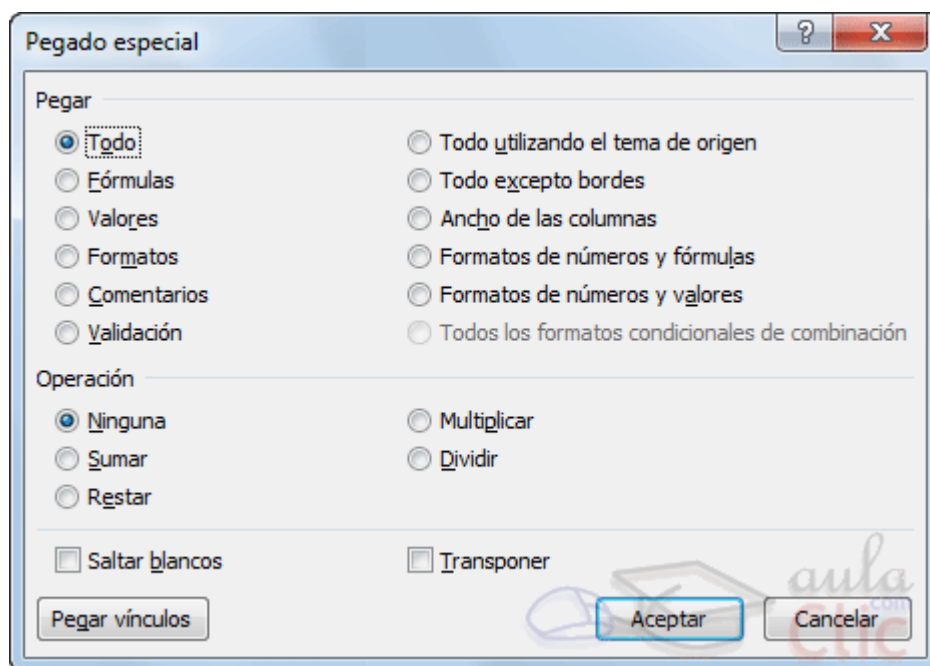 Pegado especial
Pegar
Todo
Todo utilizando el tema de origen
Fórmulas
Todo excepto bordes
Valores
Ancho de las columnas
Formatos
Formatos de números y fórmulas
Comentarios
Formatos de números y valores
Validación
Todos los formatos condicionales de combinación
Operación
Ninguna
Multiplicar
Sumar
Dividir
Restar
Saltar blancos
Transponer
Pegar vínculos
Aceptar
Cancelar
aula
Clic
.com